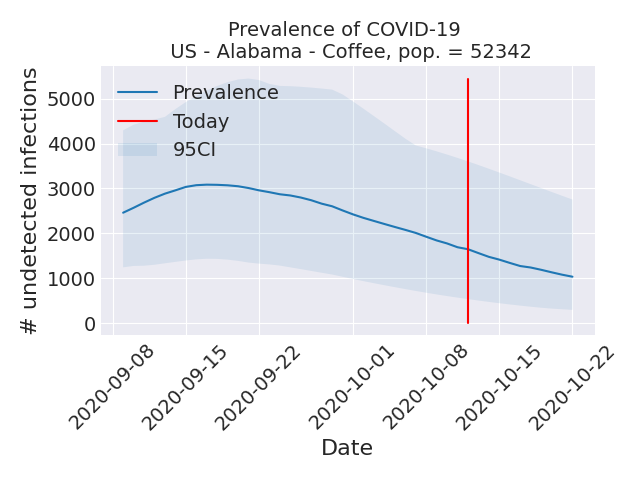 Prevalence of COVID-19
US - Alabama - Coffee, pop. = 52342
# undetected infections
5000
4000
3000
2000
1000
0
Prevalence
Today
95CI
2020-09-08
2020-09-15
2020-09-22
2020-10-01
2020-10-08
2020-10-15
2020-10-22
Date